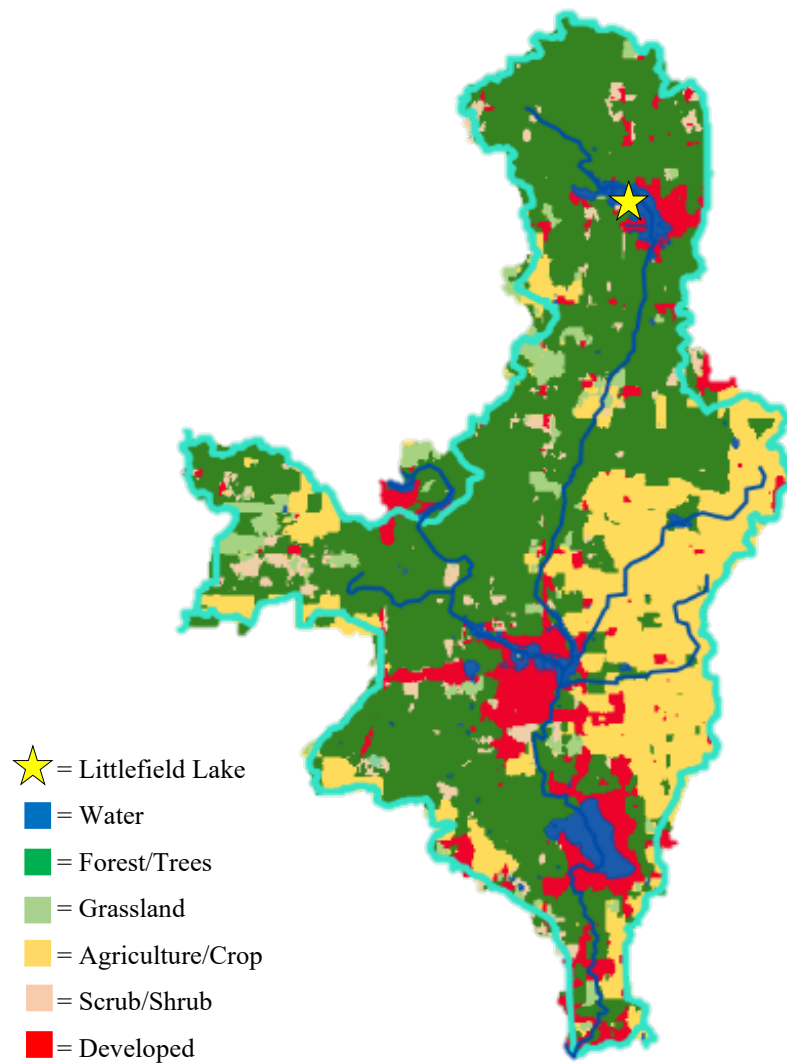 = Littlefield Lake
= Water
= Forest/Trees
= Grassland
= Agriculture/Crop
= Scrub/Shrub
= Developed